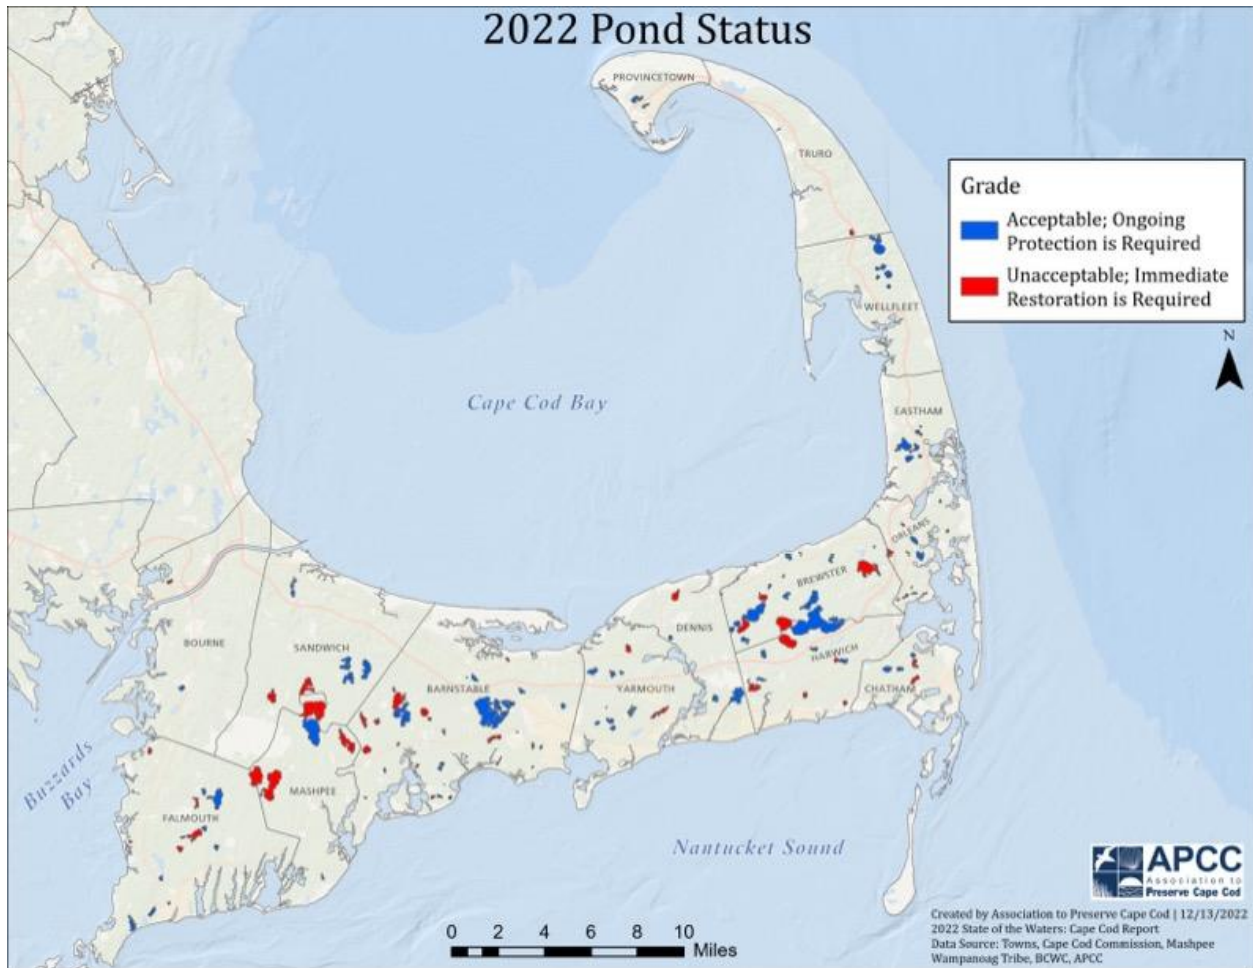 2022 Pond Status
PROVINCETOWN
TRURO
Grade
Acceptable; Ongoing
Protection is Required
Unacceptable; Immediate
Restoration is Required
WELLFLEET
N
Cape Cod Bay
EASTHAM
ORLEANS
BREWSTER
DENNIS
BOURNE
SANDWICH
HARWICH
BARNSTABLE
YARMOUTH
CHATHAM
Buzzards
Bay
MASHPEE
FALMOUTH
Nantucket Sound
APCC
Association to
Preserve Cape Cod
0 2 4 6 8 10
Miles
Created by Association to Preserve Cape Cod | 12/13/2022
2022 State of the Waters: Cape Cod Report
Data Source: Towns, Cape Cod Commission, Mashpee
Wampanoag Tribe, BCWC, APCC